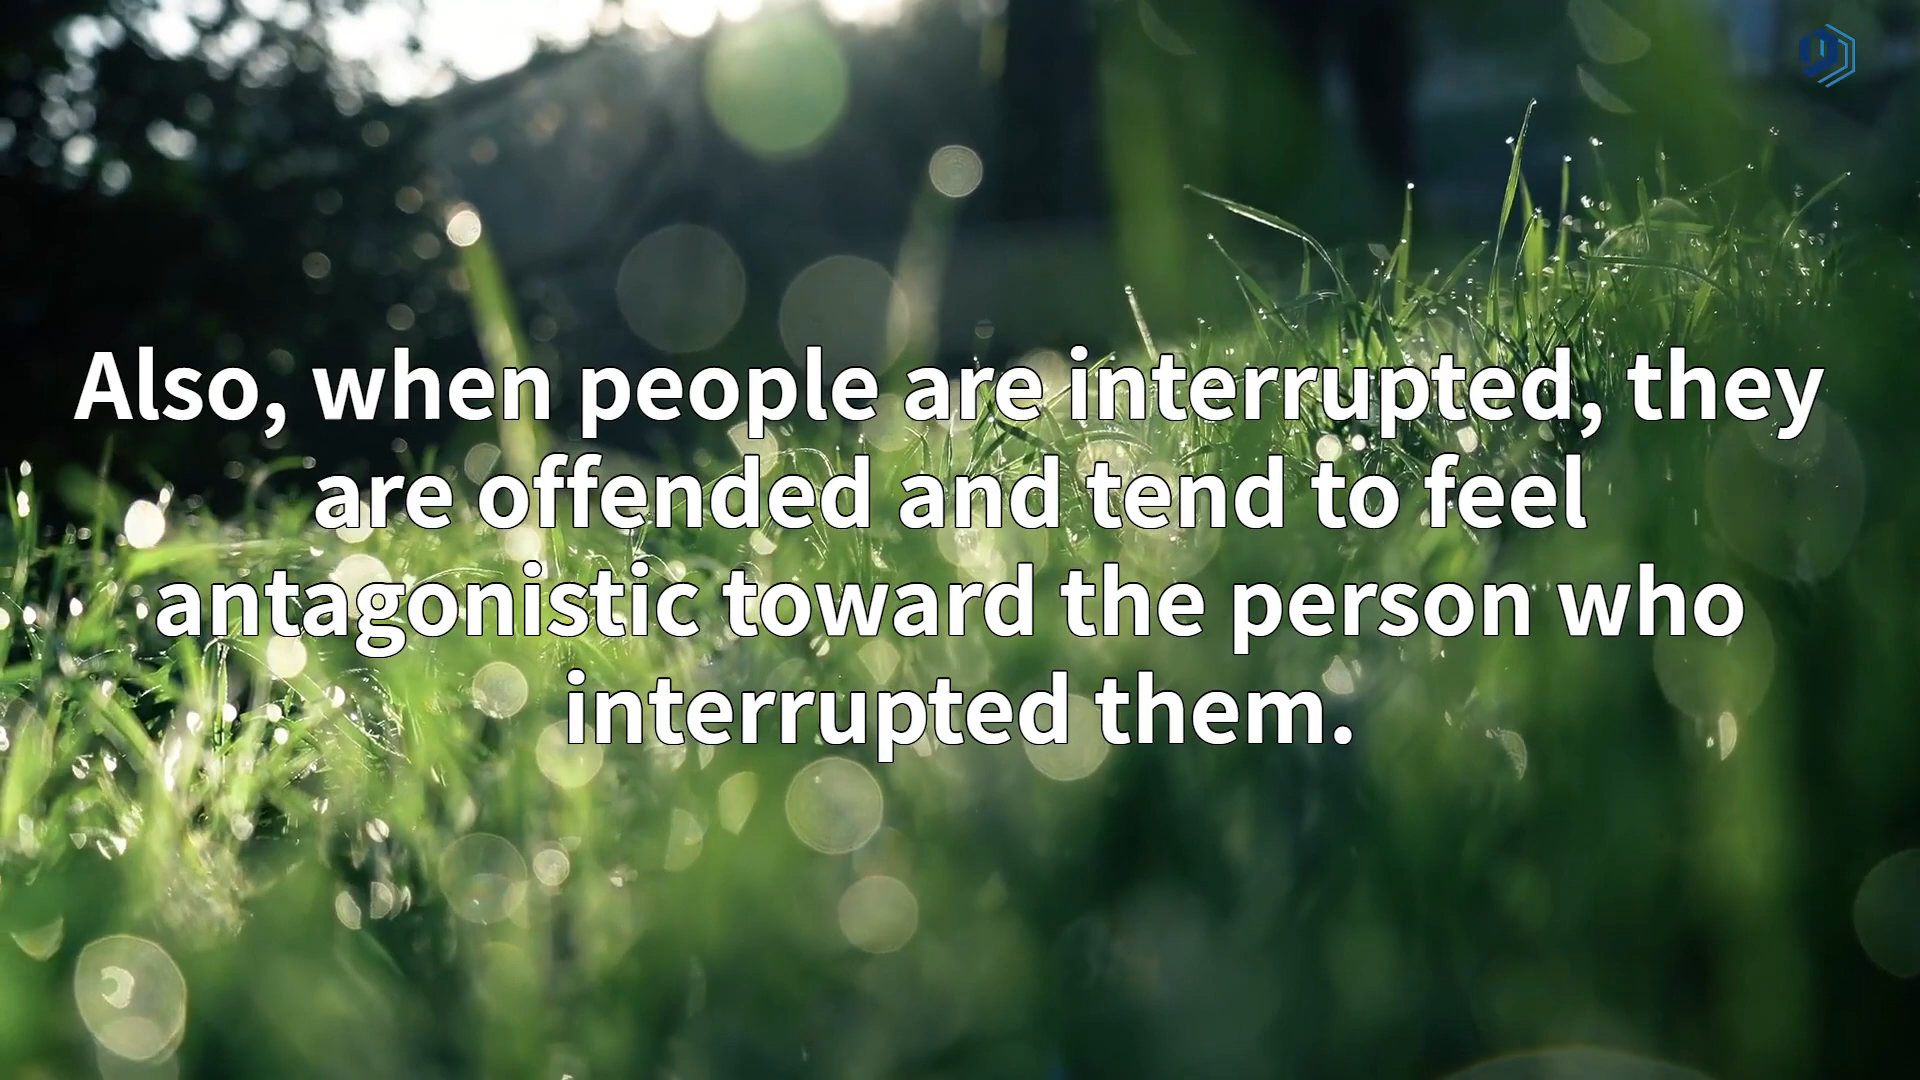 Also, when people are interrupted, they
are offended and tend to feel
antagonistic toward the person who
interrupted them.